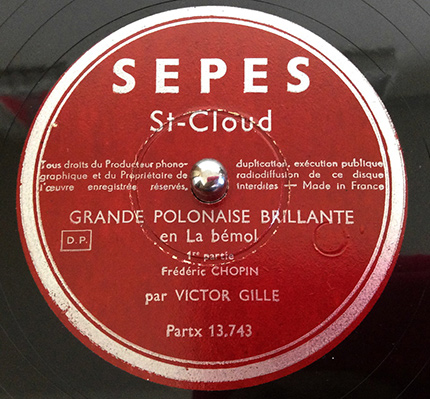 SEPES
St-Cloud
Tous droits du Producteur phono- duplication, exécution publique
graphique et du Propriétaire de radiodiffusion de ce disque
l'œuvre enregistrée réservés, interdites — Made in France
GRANDE POLONAISE BRILLANTE
D.P.
en La bémol
1re partie
Frédéric CHOPIN
par VICTOR GILLE
Partx 13,743